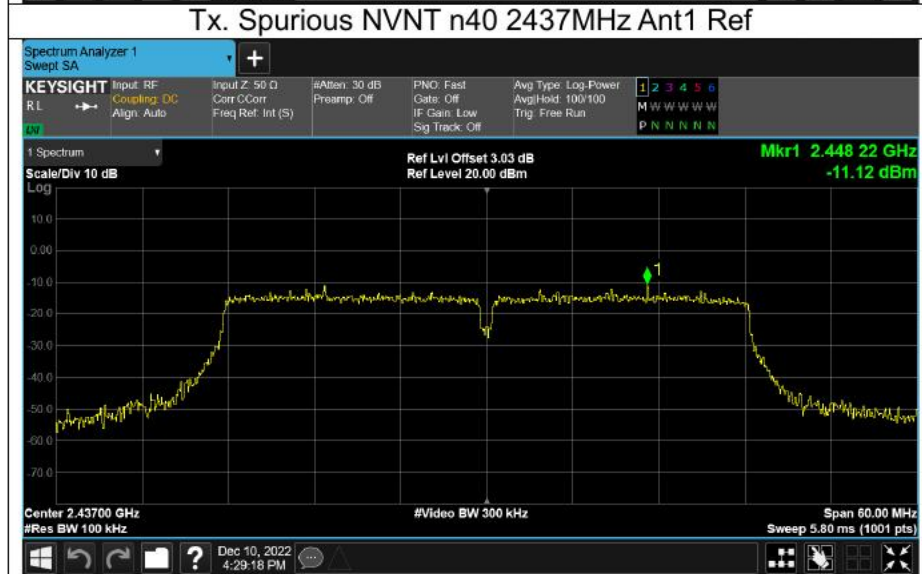 Tx. Spurious NVNT n40 2437MHz Ant1 Ref
Spectrum Analyzer 1
Swept SA
+
KEYSIGHT Input: RF Input Z: 50 Ω #Atten: 30 dB PNO: Fast Avg Type: Log-Power 1 2 3 4 5 6
RL Coupling: DC Corr CCorr Preamp: Off Gate: Off Avg|Hold: 100/100 M W W W W W
Align: Auto Freq Ref: Int (S) IF Gain: Low Trig: Free Run
Sig Track: Off P N N N N N
LXI
1 Spectrum
Ref Lvl Offset 3.03 dB Mkr1 2.448 22 GHz
Scale/Div 10 dB Ref Level 20.00 dBm -11.12 dBm
Log
10.0
0.00
1
-10.0
-20.0
-30.0
-40.0
-50.0
-60.0
-70.0
Center 2.43700 GHz #Video BW 300 kHz Span 60.00 MHz
#Res BW 100 kHz Sweep 5.80 ms (1001 pts)
? Dec 10, 2022
4:29:18 PM